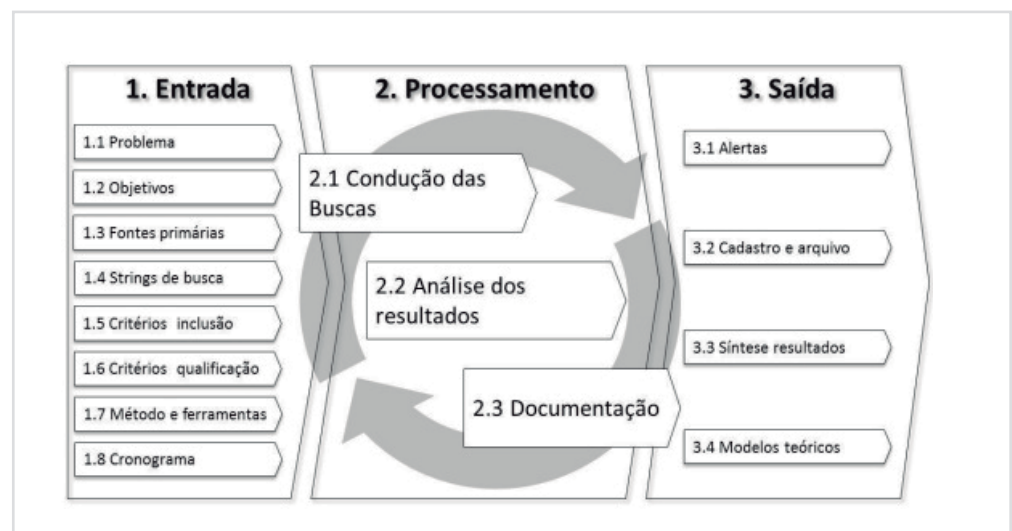 1. Entrada
1.1 Problema
1.2 Objetivos
1.3 Fontes primárias
1.4 Strings de busca
1.5 Critérios inclusão
1.6 Critérios qualificação
1.7 Método e ferramentas
1.8 Cronograma
2. Processamento
2.1 Condução das
Buscas
2.2 Análise dos
resultados
2.3 Documentação
3. Saída
3.1 Alertas
3.2 Cadastro e arquivo
3.3 Síntese resultados
3.4 Modelos teóricos